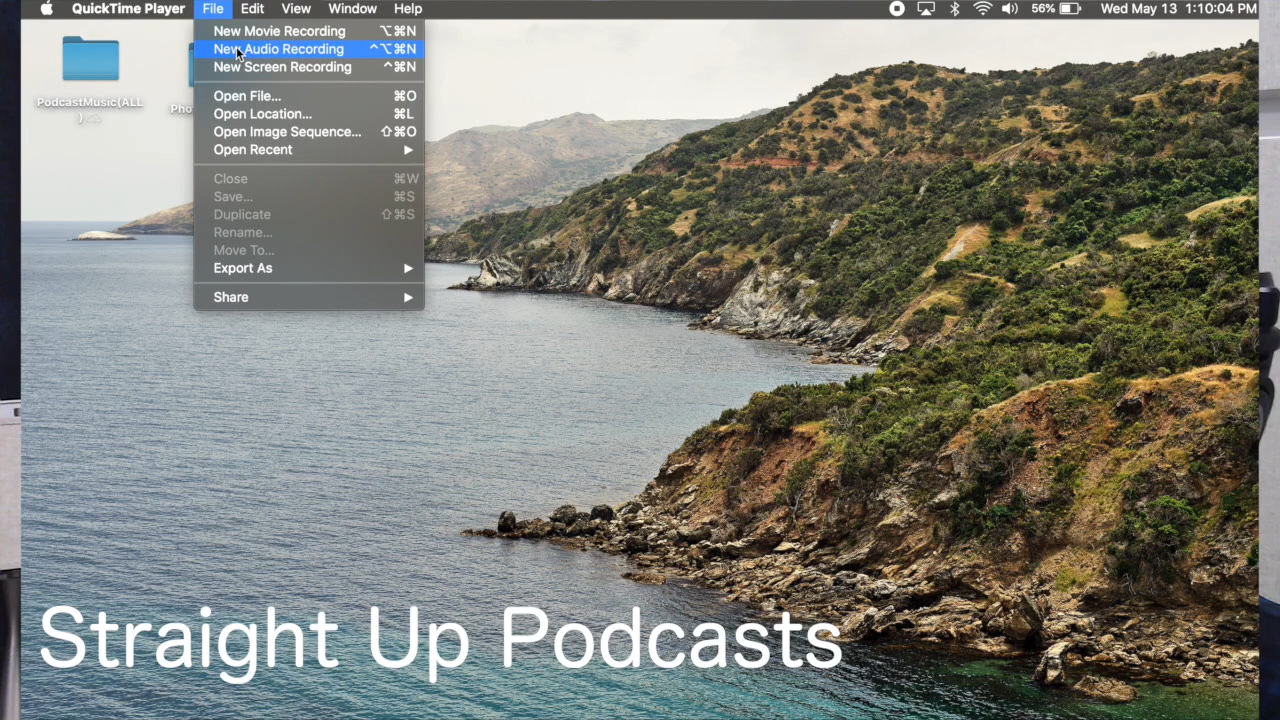 QuickTime Player File Edit View Window Help 56% Wed May 13 1:10:04 PM
New Movie Recording ⌥⌘N
New Audio Recording ^⌥⌘N
New Screen Recording ^⌘N
Open File... ⌘O
Open Location... ⌘L
Open Image Sequence... ⇧⌘O
Open Recent ▶
Close ⌘W
Save... ⌘S
Duplicate ⇧⌘S
Rename...
Move To...
Export As ▶
Share ▶
PodcastMusic(ALL
)
Pho
Straight Up Podcasts